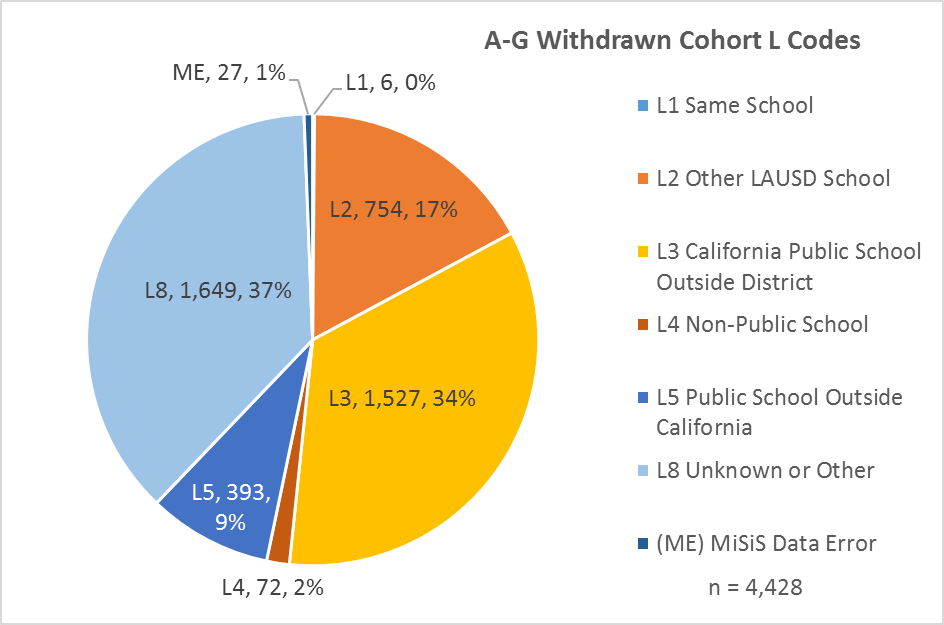 A-G Withdrawn Cohort L Codes
ME, 27, 1%
L1, 6, 0%
L2, 754, 17%
L8, 1,649, 37%
L3, 1,527, 34%
L5, 393,
9%
L4, 72, 2%
L1 Same School
L2 Other LAUSD School
L3 California Public School
Outside District
L4 Non-Public School
L5 Public School Outside
California
L8 Unknown or Other
(ME) MiSiS Data Error
n = 4,428